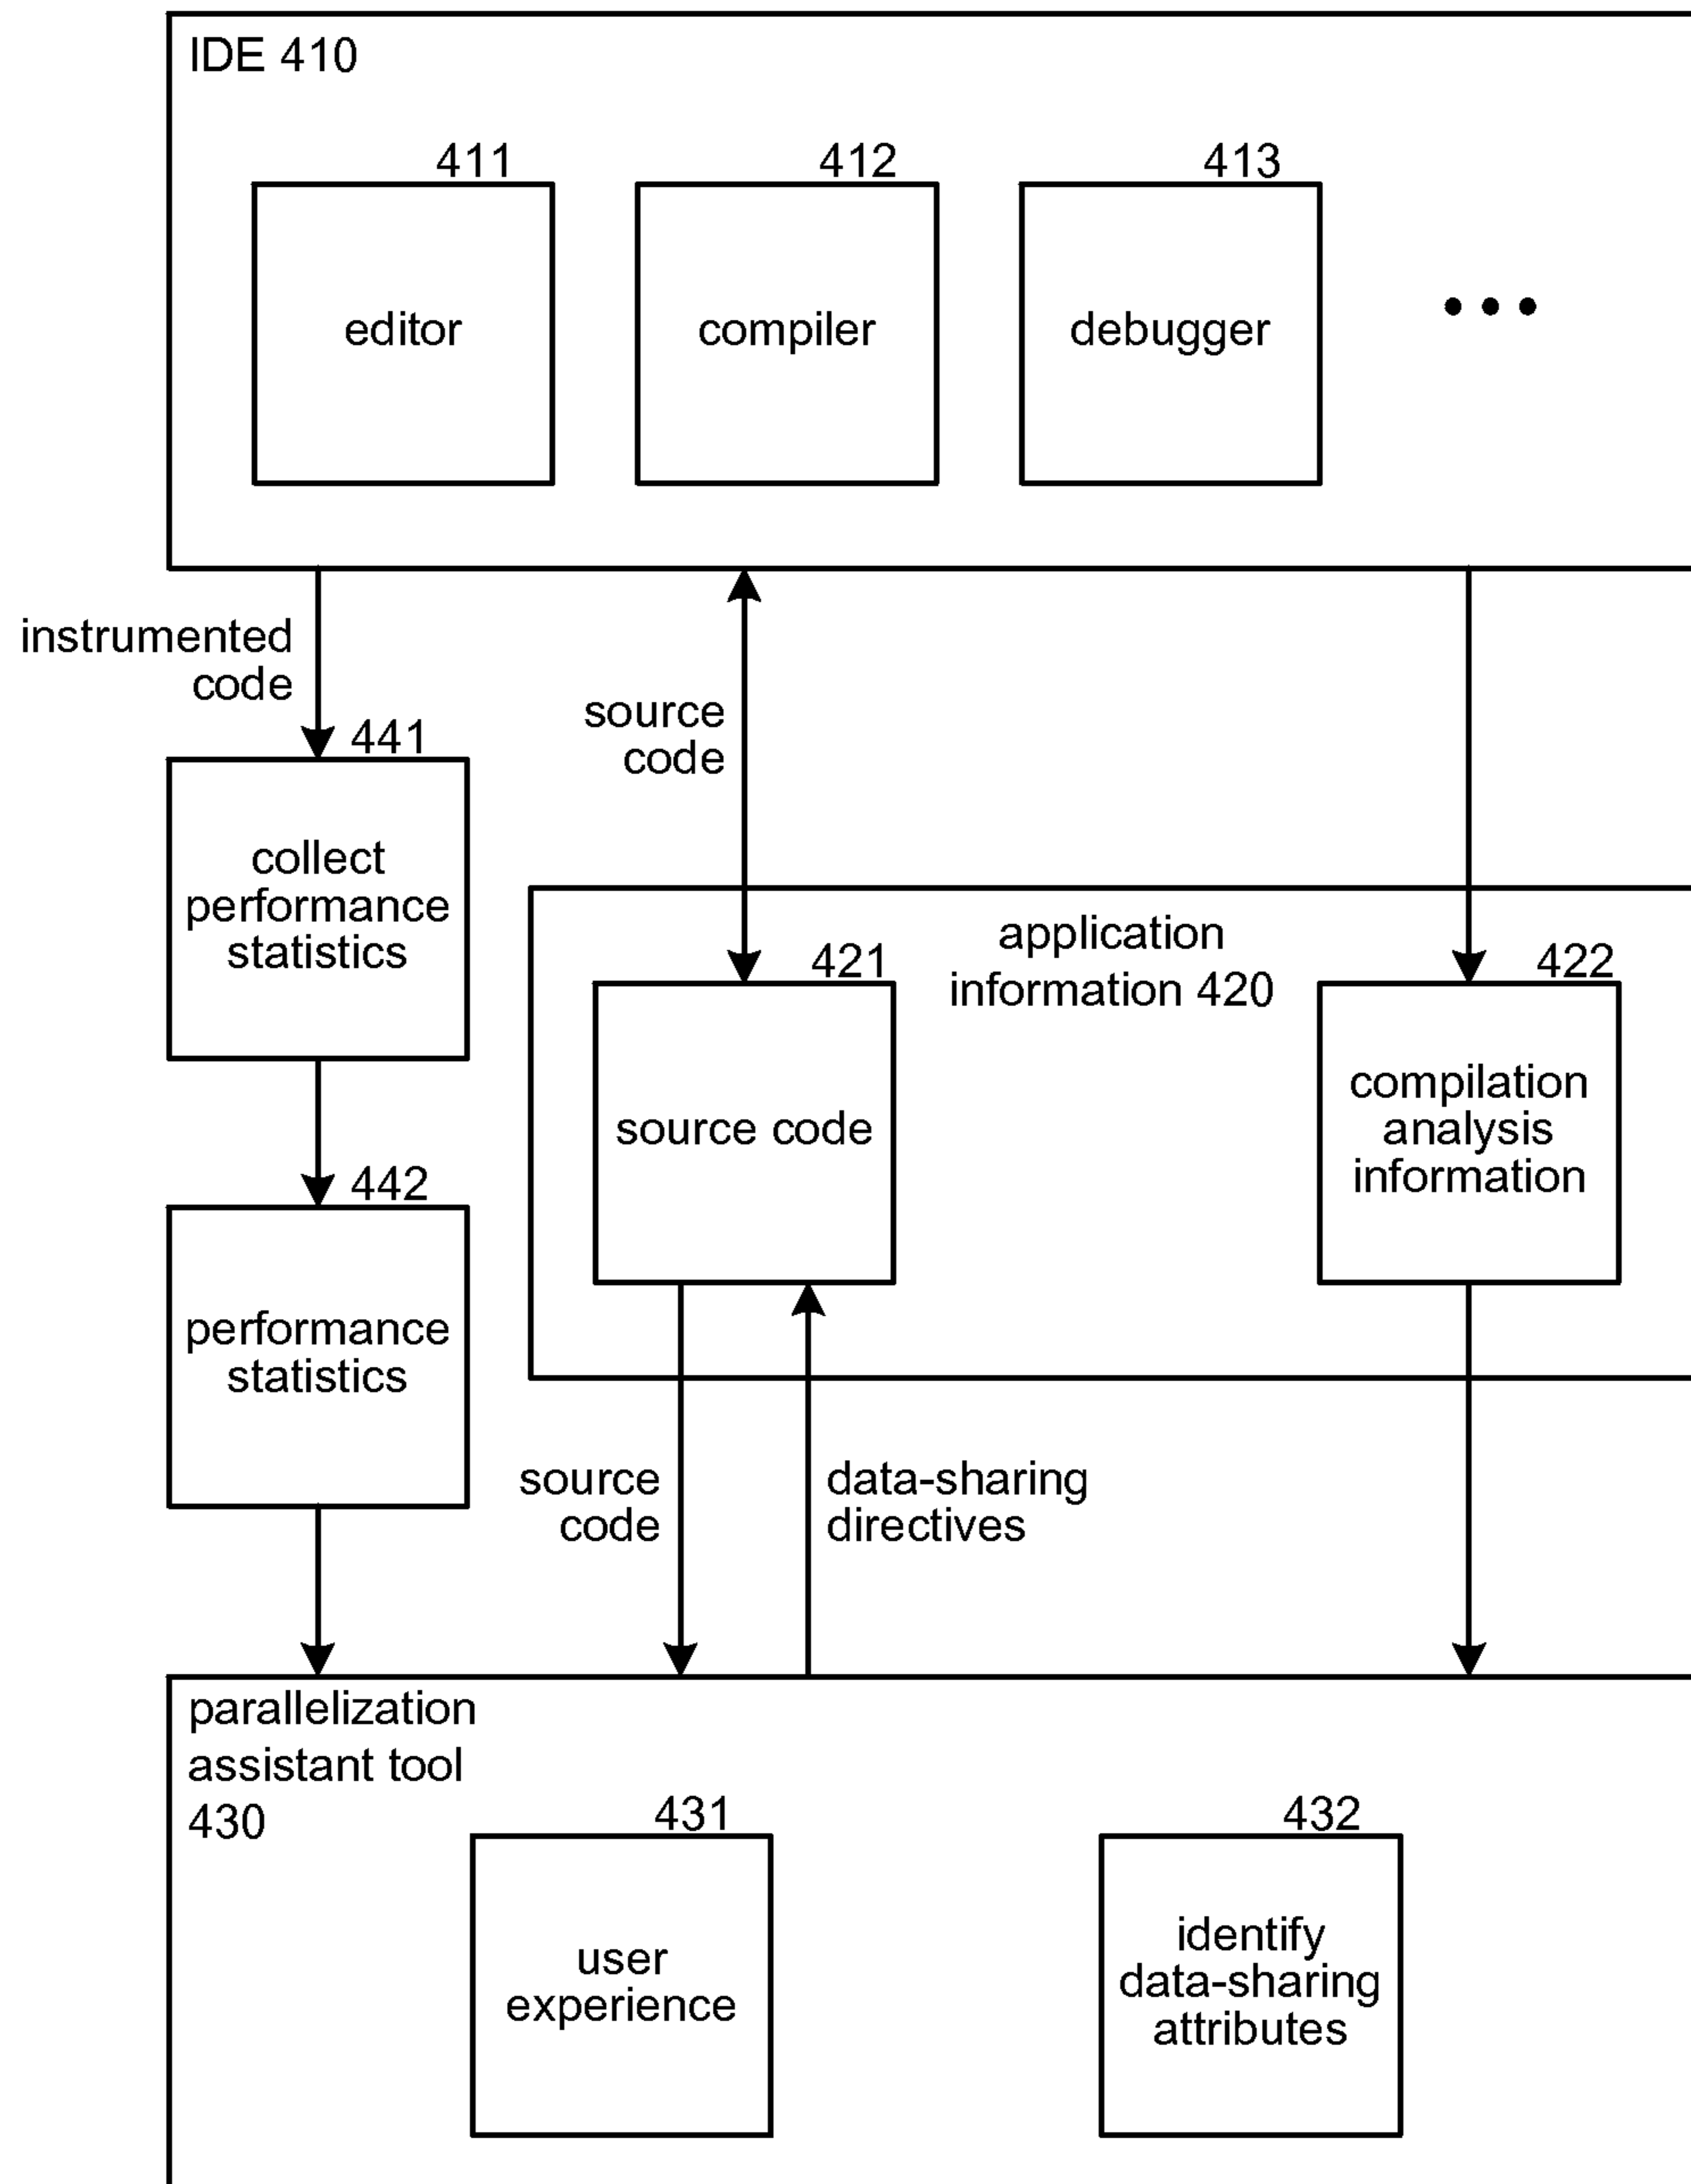 IDE 410
411
412
413
editor
compiler
debugger
instrumented
code
source
code
441
collect
performance
statistics
application
information 420
421
422
source code
compilation
analysis
information
442
performance
statistics
source
code
data-sharing
directives
parallelization
assistant tool
430
431
432
user
experience
identify
data-sharing
attributes